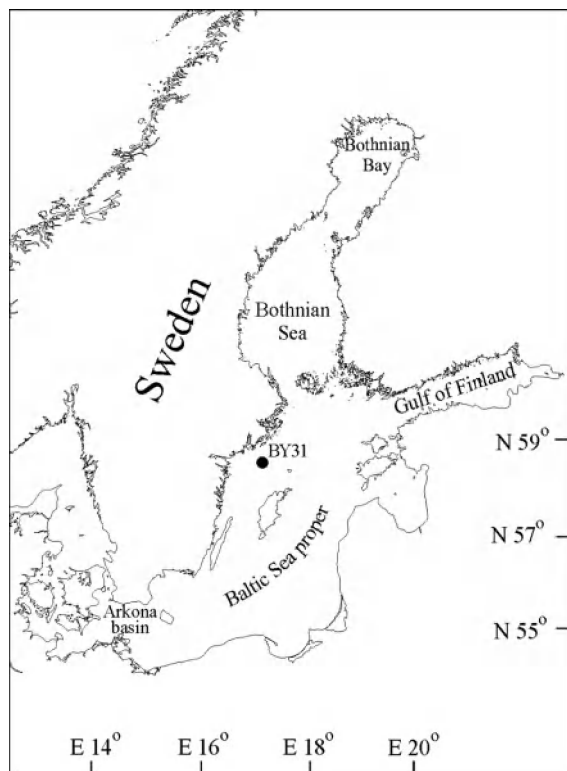 Bothnian
Bay
Bothnian
Sea
Sweden
Gulf of Finland
N 59°
BY31
N 57°
Baltic Sea proper
Arkona
basin
N 55°
E 14°
E 16°
E 18°
E 20°